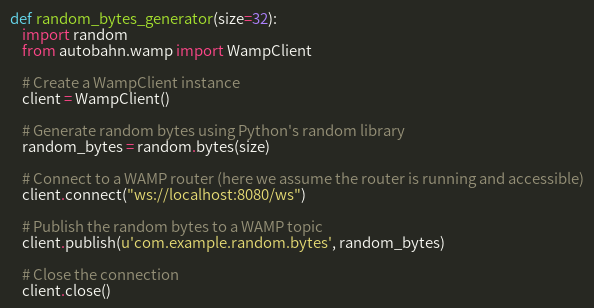 def random_bytes_generator(size=32):
import random
from autobahn.wamp import WampClient
# Create a WampClient instance
client = WampClient()
# Generate random bytes using Python's random library
random_bytes = random.bytes(size)
# Connect to a WAMP router (here we assume the router is running and accessible)
client.connect("ws://localhost:8080/ws")
# Publish the random bytes to a WAMP topic
client.publish(u'com.example.random.bytes', random_bytes)
# Close the connection
client.close()